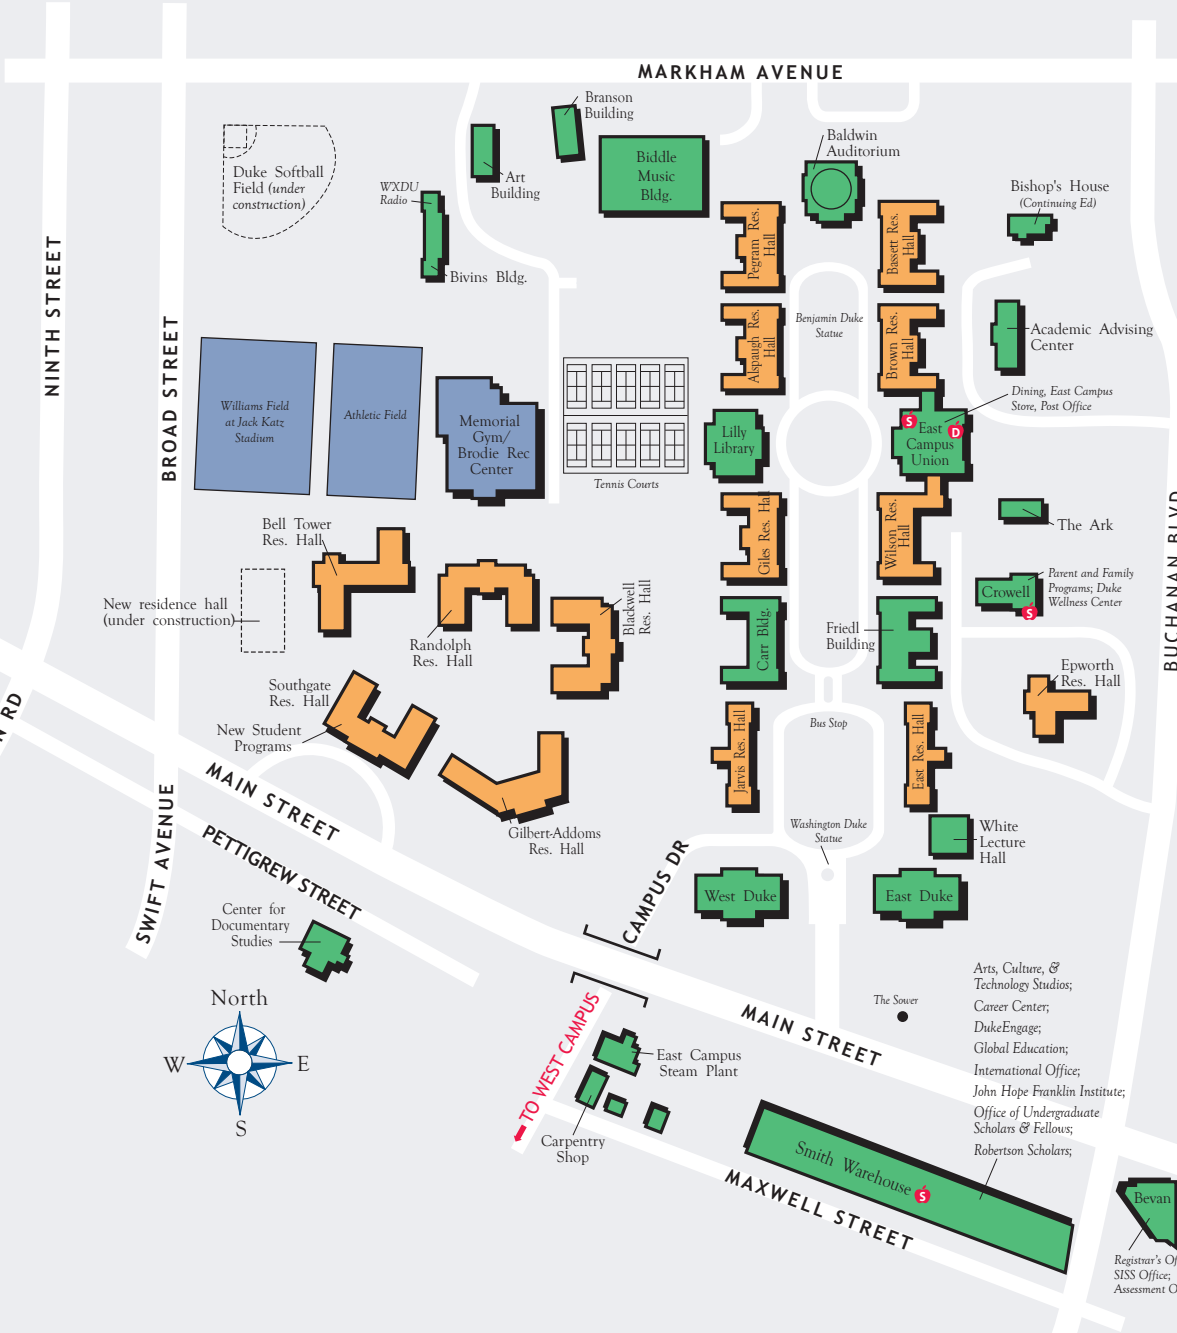 MARKHAM AVENUE
Branson
Building
Baldwin
Auditorium
Biddle
Music
Bldg.
Duke Softball
Field (under
construction)
WXDU
Radio
Art
Building
Bishop's House
(Continuing Ed)
Pegram Res.
Hall
Bassett Res.
Hall
Bivins Bldg.
NINTH STREET
BROAD STREET
Benjamin Duke
Statue
Alspaugh Res.
Hall
Brown Res.
Hall
Academic Advising
Center
Dining, East Campus
Store, Post Office
Williams Field
at Jack Katz
Stadium
Athletic Field
Memorial
Gym/
Brodie Rec
Center
Lilly
Library
S
D
East
Campus
Union
Tennis Courts
Bell Tower
Res. Hall
Giles Res. Hall
Wilson Res.
Hall
The Ark
BUCHANAN BLVD
New residence hall
(under construction)
Randolph
Res. Hall
Blackwell
Res. Hall
Carr Bldg.
Friedl
Building
Crowell
S
Parent and Family
Programs; Duke
Wellness Center
Epworth
Res. Hall
Southgate
Res. Hall
New Student
Programs
Bus Stop
Jarvis Res. Hall
East Res. Hall
N RD
MAIN STREET
SWIFT AVENUE
PETTIGREW STREET
Gilbert-Addoms
Res. Hall
Washington Duke
Statue
White
Lecture
Hall
CAMPUS DR
West Duke
East Duke
Center for
Documentary
Studies
North
W
E
S
TO WEST CAMPUS
MAIN STREET
The Sower
Arts, Culture, &
Technology Studios;
Career Center;
DukeEngage;
Global Education;
International Office;
John Hope Franklin Institute;
Office of Undergraduate
Scholars & Fellows;
Robertson Scholars;
East Campus
Steam Plant
Carpentry
Shop
Smith Warehouse
S
MAXWELL STREET
Bevan
Registrar's Of
SISS Office;
Assessment O